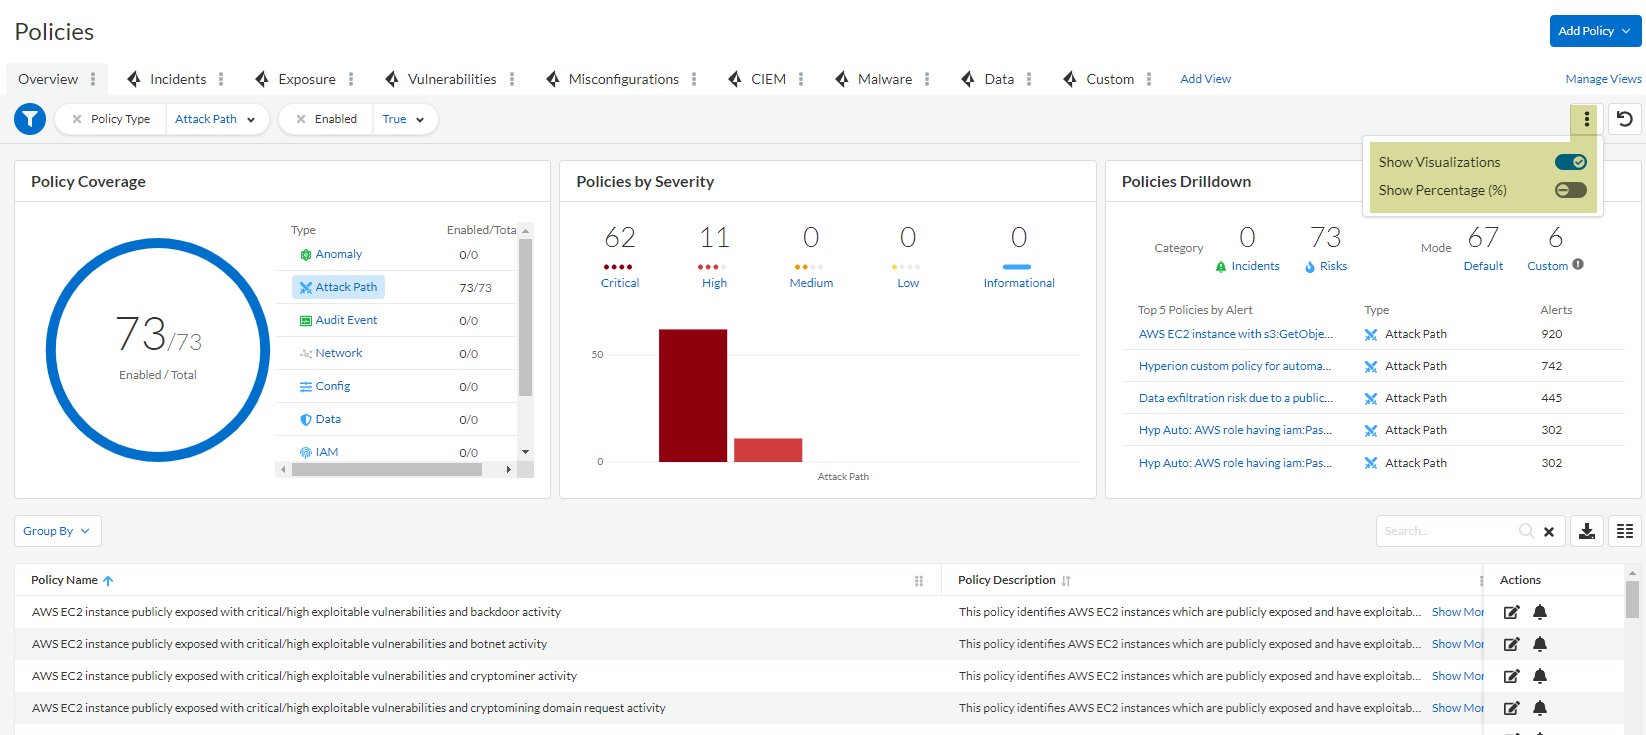 Policies
Add Policy
Overview Incidents Exposure Vulnerabilities Misconfigurations CIEM Malware Data Custom Add View Manage Views
Policy Type Attack Path Enabled True
Show Visualizations
Show Percentage (%)
Policy Coverage
73/73
Enabled / Total
Type Enabled/Tota
Anomaly 0/0
Attack Path 73/73
Audit Event 0/0
Network 0/0
Config 0/0
Data 0/0
IAM 0/0
Policies by Severity
62 11 0 0 0
Critical High Medium Low Informational
50
0
Attack Path
Policies Drilldown
Category 0 Incidents 73 Risks Mode 67 Default 6 Custom
Top 5 Policies by Alert Type Alerts
AWS EC2 instance with s3:GetObje... Attack Path 920
Hyperion custom policy for automa... Attack Path 742
Data exfiltration risk due to a public... Attack Path 445
Hyp Auto: AWS role having iam:Pas... Attack Path 302
Hyp Auto: AWS role having iam:Pas... Attack Path 302
Group By Search...
Policy Name Policy Description Actions
AWS EC2 instance publicly exposed with critical/high exploitable vulnerabilities and backdoor activity This policy identifies AWS EC2 instances which are publicly exposed and have exploitab... Show Mor
AWS EC2 instance publicly exposed with critical/high exploitable vulnerabilities and botnet activity This policy identifies AWS EC2 instances which are publicly exposed and have exploitab... Show Mor
AWS EC2 instance publicly exposed with critical/high exploitable vulnerabilities and cryptominer activity This policy identifies AWS EC2 instances which are publicly exposed and have exploitab... Show Mor
AWS EC2 instance publicly exposed with critical/high exploitable vulnerabilities and cryptomining domain request activity This policy identifies AWS EC2 instances which are publicly exposed and have exploitab... Show Mor